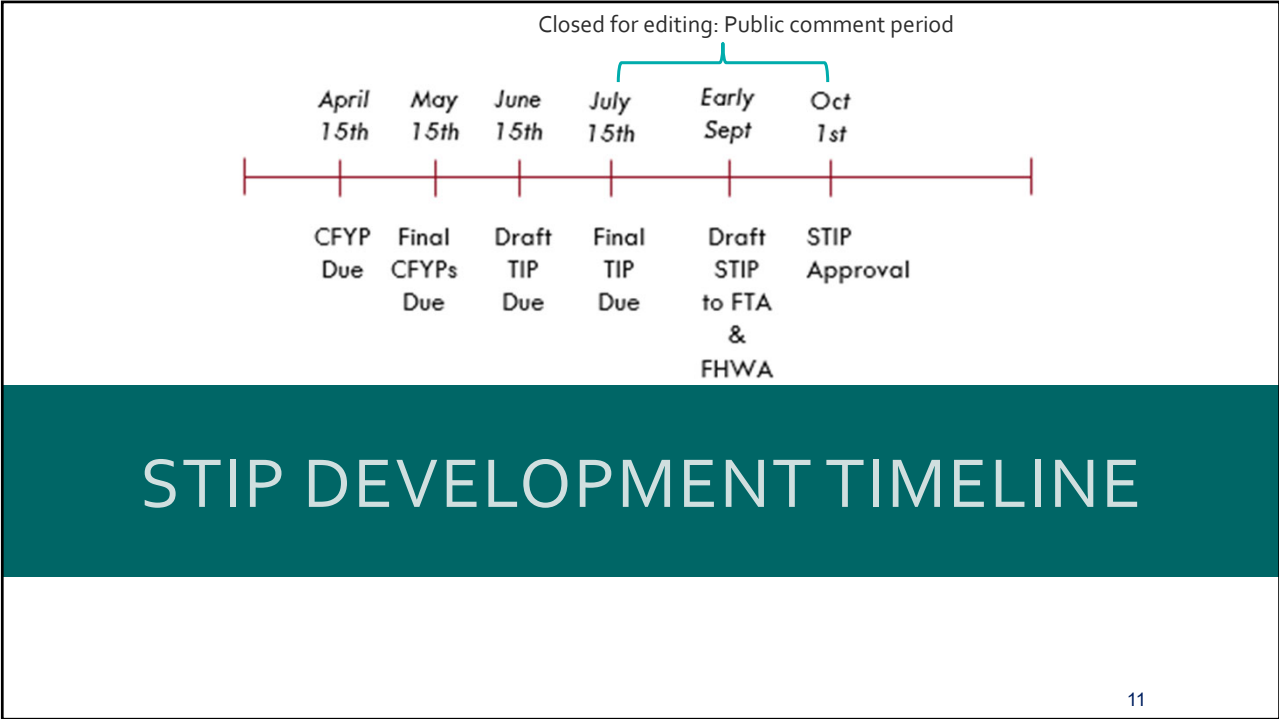 Closed for editing: Public comment period
April May June July Early Oct
15th 15th 15th 15th Sept 1st
CFYP Final Draft Final Draft STIP
Due CFYPs TIP TIP STIP Approval
Due Due Due to FTA
&
FHWA
STIP DEVELOPMENT TIMELINE
11